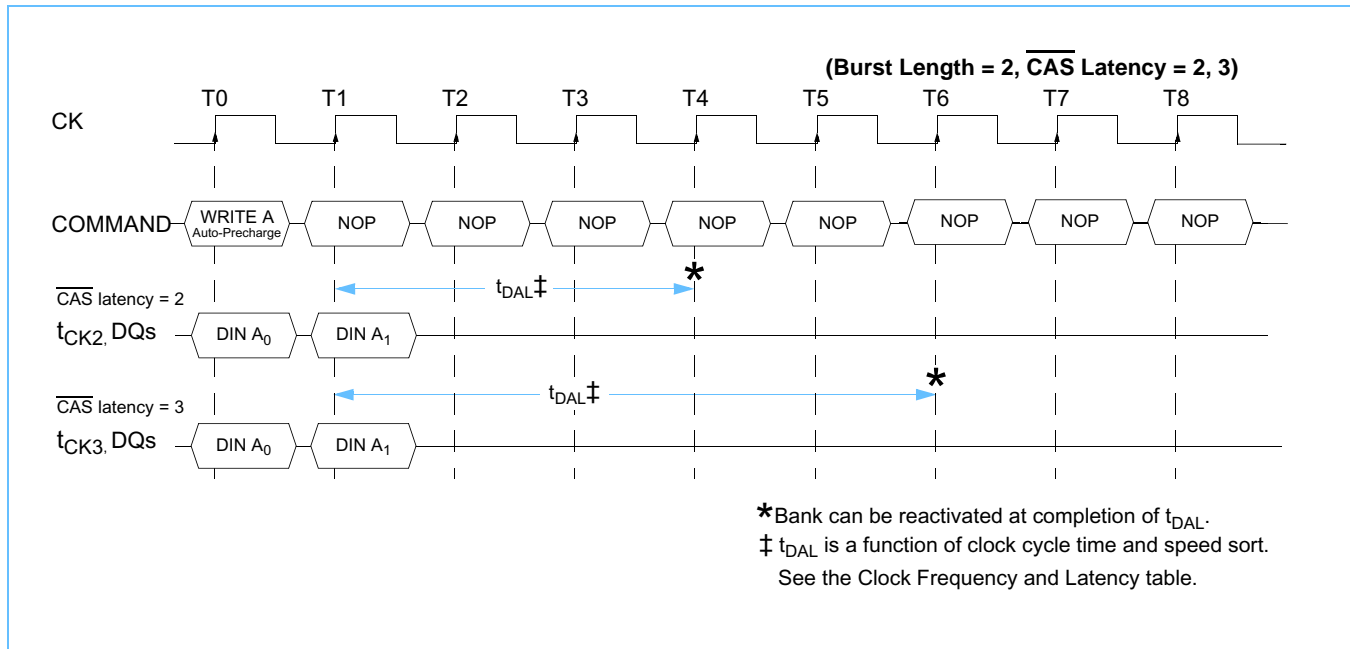 (Burst Length = 2, CAS Latency = 2, 3)
T0 T1 T2 T3 T4 T5 T6 T7 T8
CK
COMMAND WRITE A NOP NOP NOP NOP NOP NOP NOP NOP
Auto-Precharge
*
tDAL‡
CAS latency = 2
tCK2, DQs DIN A0 DIN A1
*
tDAL‡
CAS latency = 3
tCK3, DQs DIN A0 DIN A1
*Bank can be reactivated at completion of tDAL.
‡ tDAL is a function of clock cycle time and speed sort.
See the Clock Frequency and Latency table.